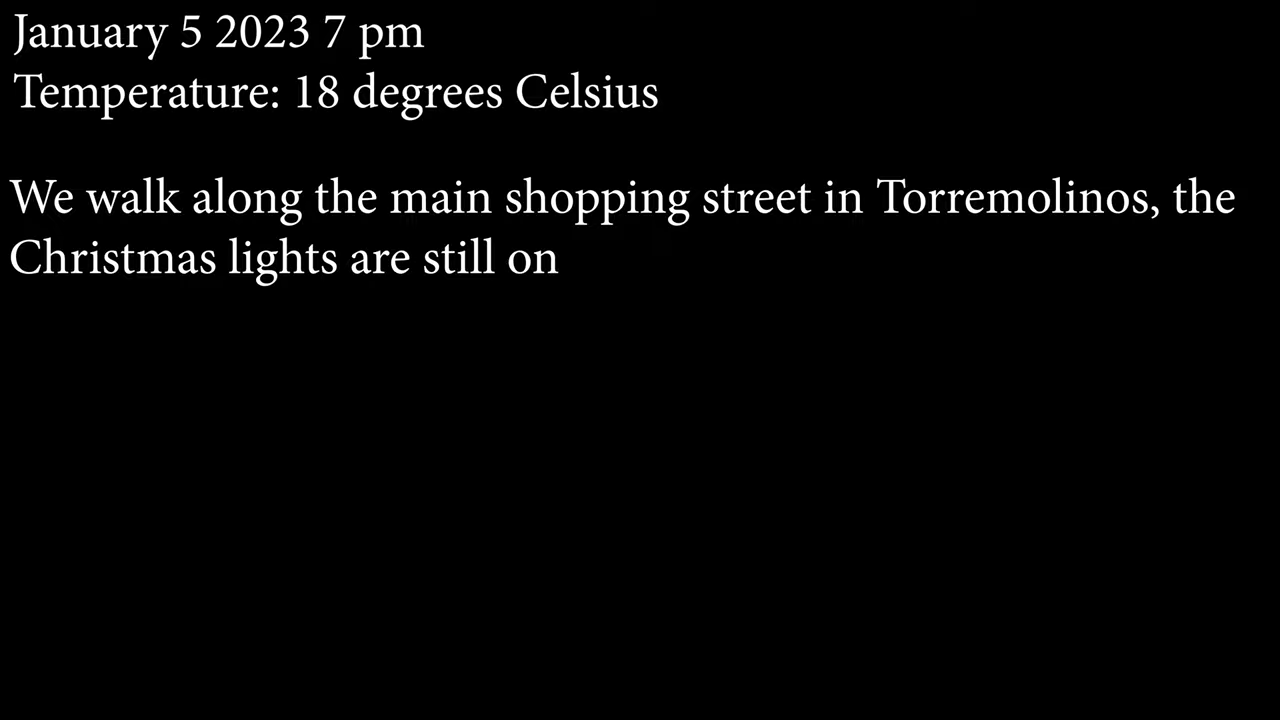 January 5 2023 7 pm
Temperature: 18 degrees Celsius
We walk along the main shopping street in Torremolinos, the
Christmas lights are still on